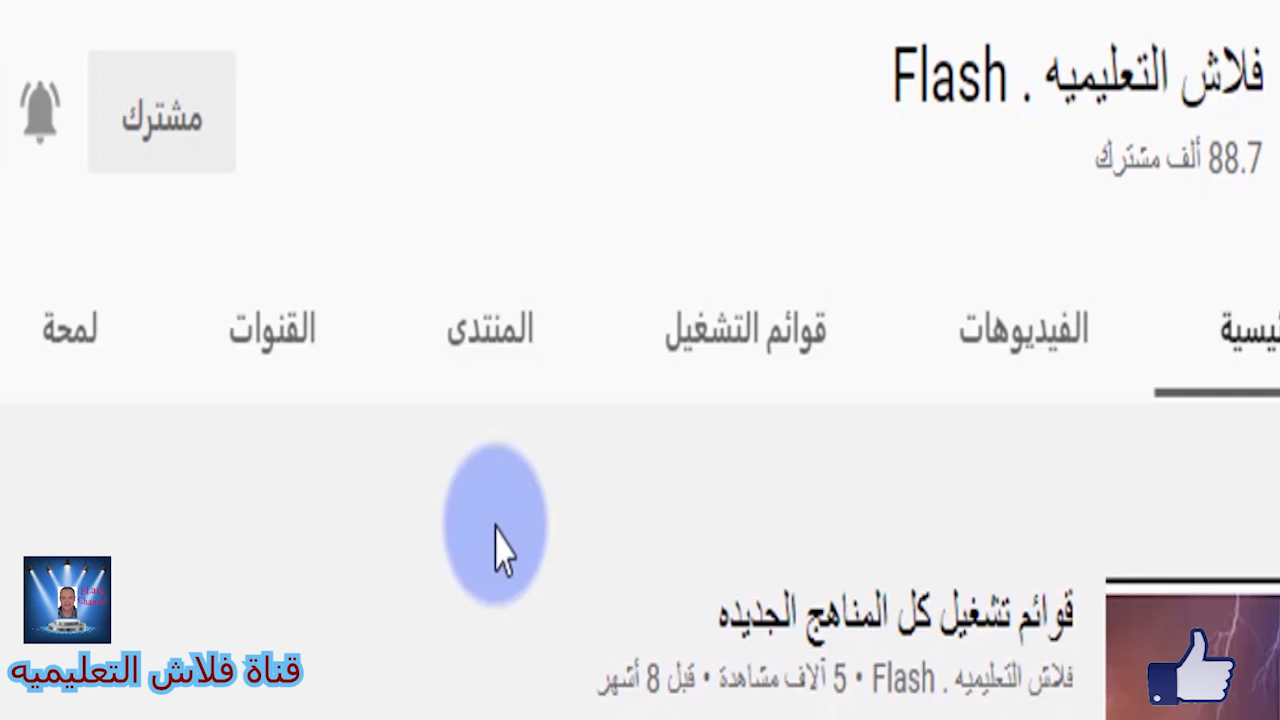 فلاش التعليميه . Flash
88.7 ألف مشترك
مشترك
الفيديوهات
قوائم التشغيل
المنتدى
القنوات
لمحة
قوائم تشغيل كل المناهج الجديده
فلاش التعليميه . Flash • 5 آلاف مشاهدة • قبل 8 أشهر
قناة فلاش التعليميه